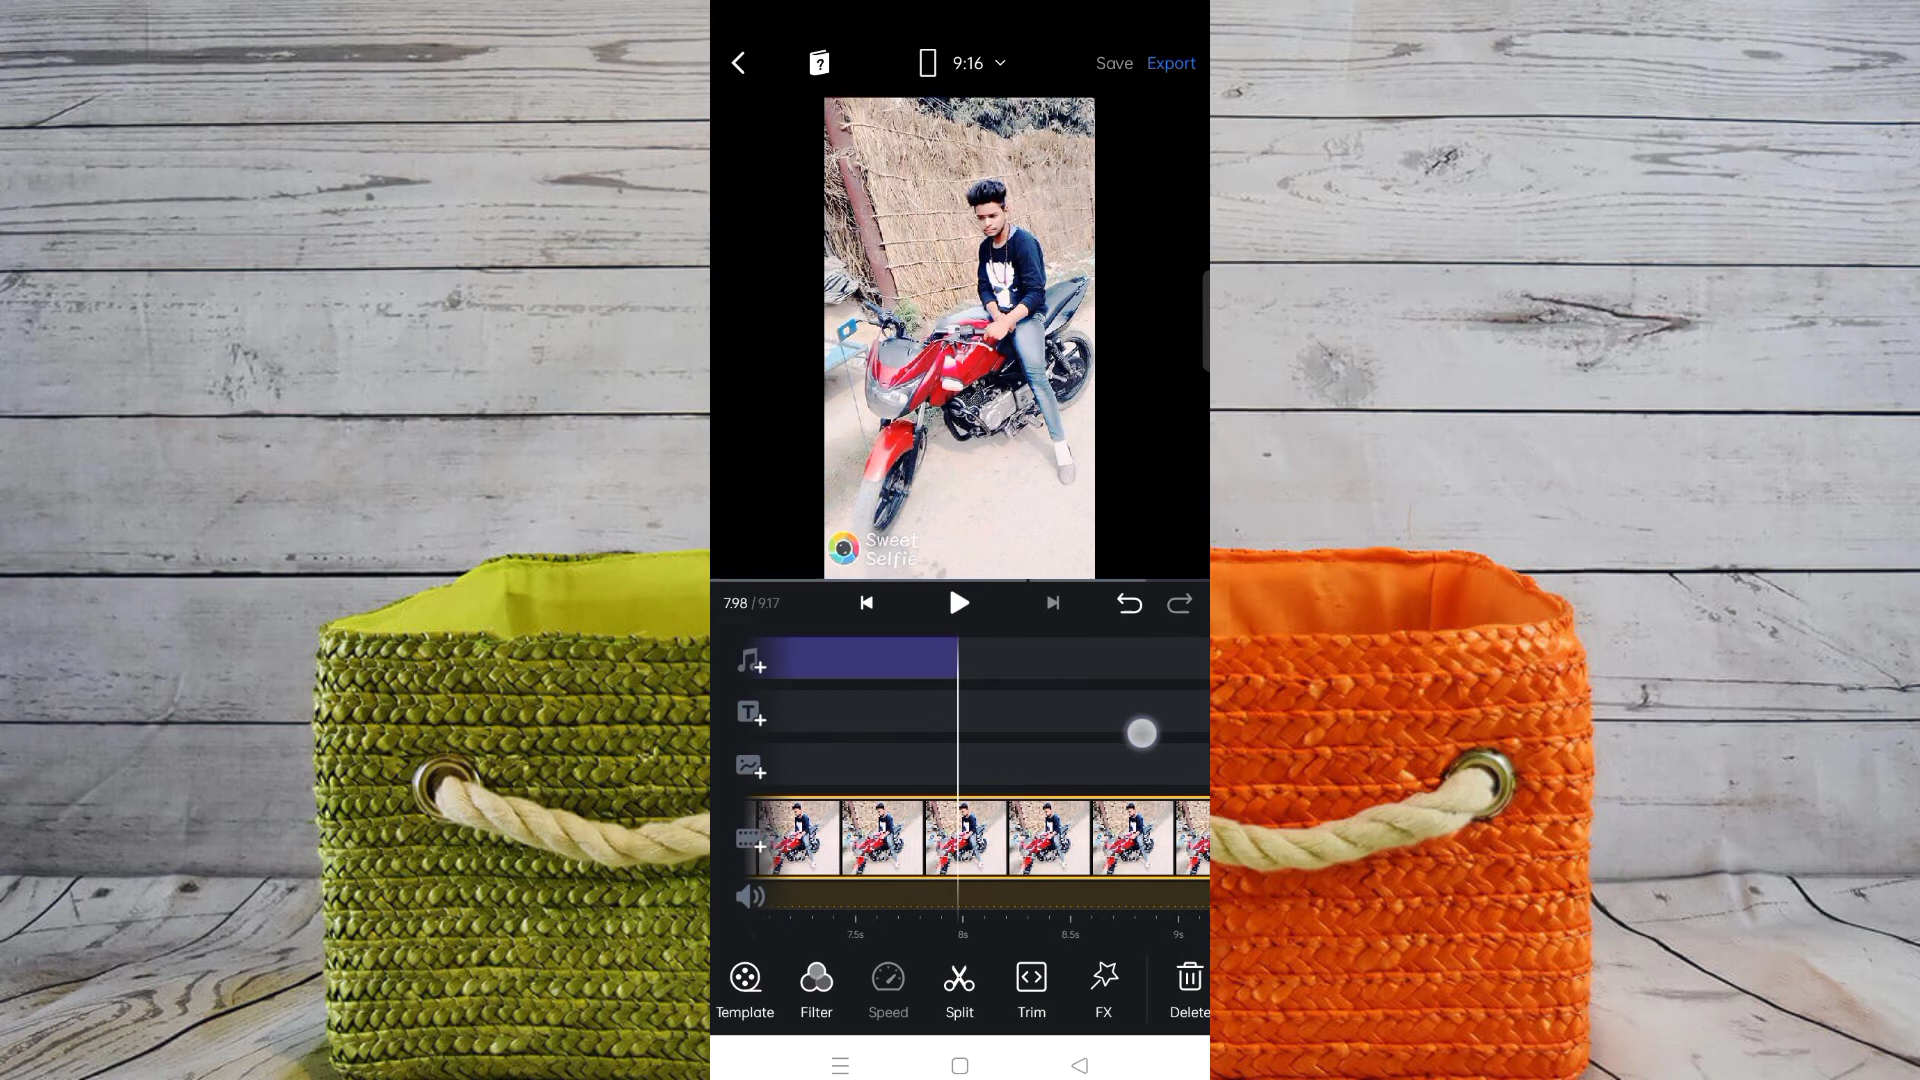 9:16
Save Export
Sweet
Selfie
7.98 / 9.17
T
7.5s 8s 8.5s 9s
Template Filter Speed Split Trim FX Delete